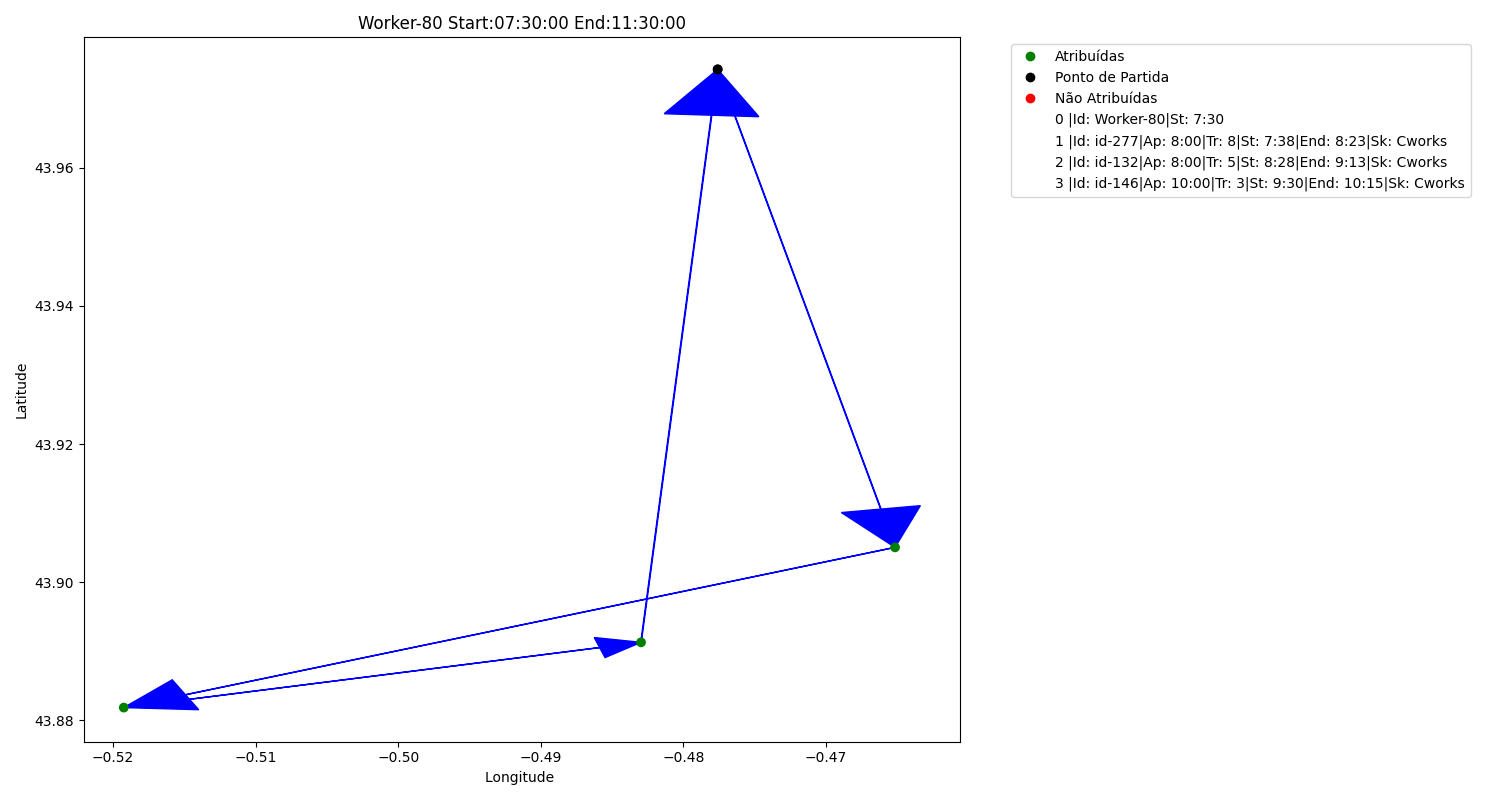 Worker-80 Start:07:30:00 End:11:30:00
Atribuídas
Ponto de Partida
Não Atribuídas
0 |Id: Worker-80|St: 7:30
1 |Id: id-277|Ap: 8:00|Tr: 8|St: 7:38|End: 8:23|Sk: Cworks
2 |Id: id-132|Ap: 8:00|Tr: 5|St: 8:28|End: 9:13|Sk: Cworks
3 |Id: id-146|Ap: 10:00|Tr: 3|St: 9:30|End: 10:15|Sk: Cworks
43.96
43.94
43.92
43.90
43.88
Latitude
−0.52
−0.51
−0.50
−0.49
−0.48
−0.47
Longitude